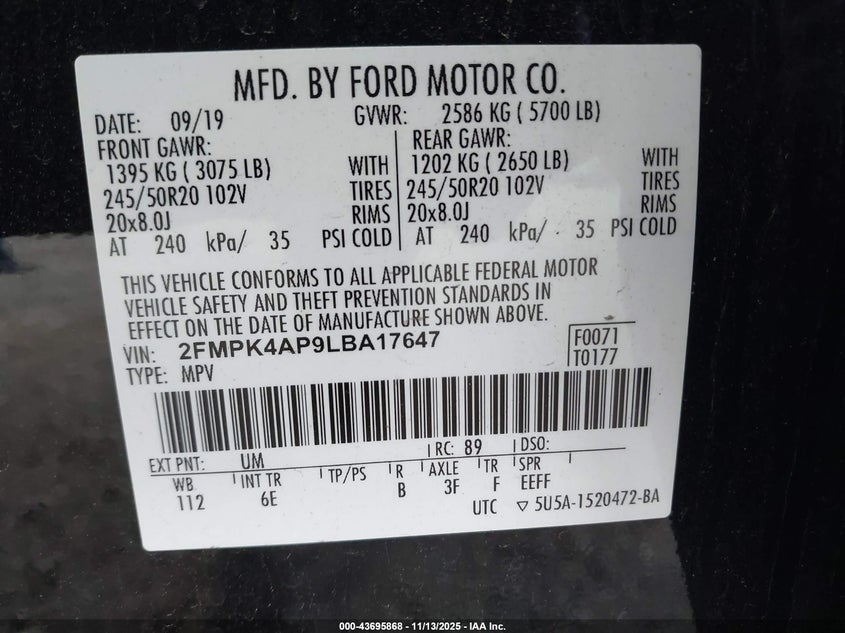 MFD. BY FORD MOTOR CO.
DATE: 09/19 GVWR: 2586 KG ( 5700 LB)
FRONT GAWR: REAR GAWR:
1395 KG ( 3075 LB) WITH 1202 KG ( 2650 LB) WITH
245/50R20 102V TIRES 245/50R20 102V TIRES
20x8.0J RIMS 20x8.0J RIMS
AT 240 kPa/ 35 PSI COLD AT 240 kPa/ 35 PSI COLD
THIS VEHICLE CONFORMS TO ALL APPLICABLE FEDERAL MOTOR
VEHICLE SAFETY AND THEFT PREVENTION STANDARDS IN
EFFECT ON THE DATE OF MANUFACTURE SHOWN ABOVE.
VIN: 2FMPK4AP9LBA17647 F0071
TYPE: MPV T0177
EXT PNT: UM RC: 89 DSO:
WB INT TR TP/PS R AXLE TR SPR
112 6E B 3F F EEFF
UTC ▽ 5U5A-1520472-BA
000-43695868 - 11/13/2025 - IAA Inc.